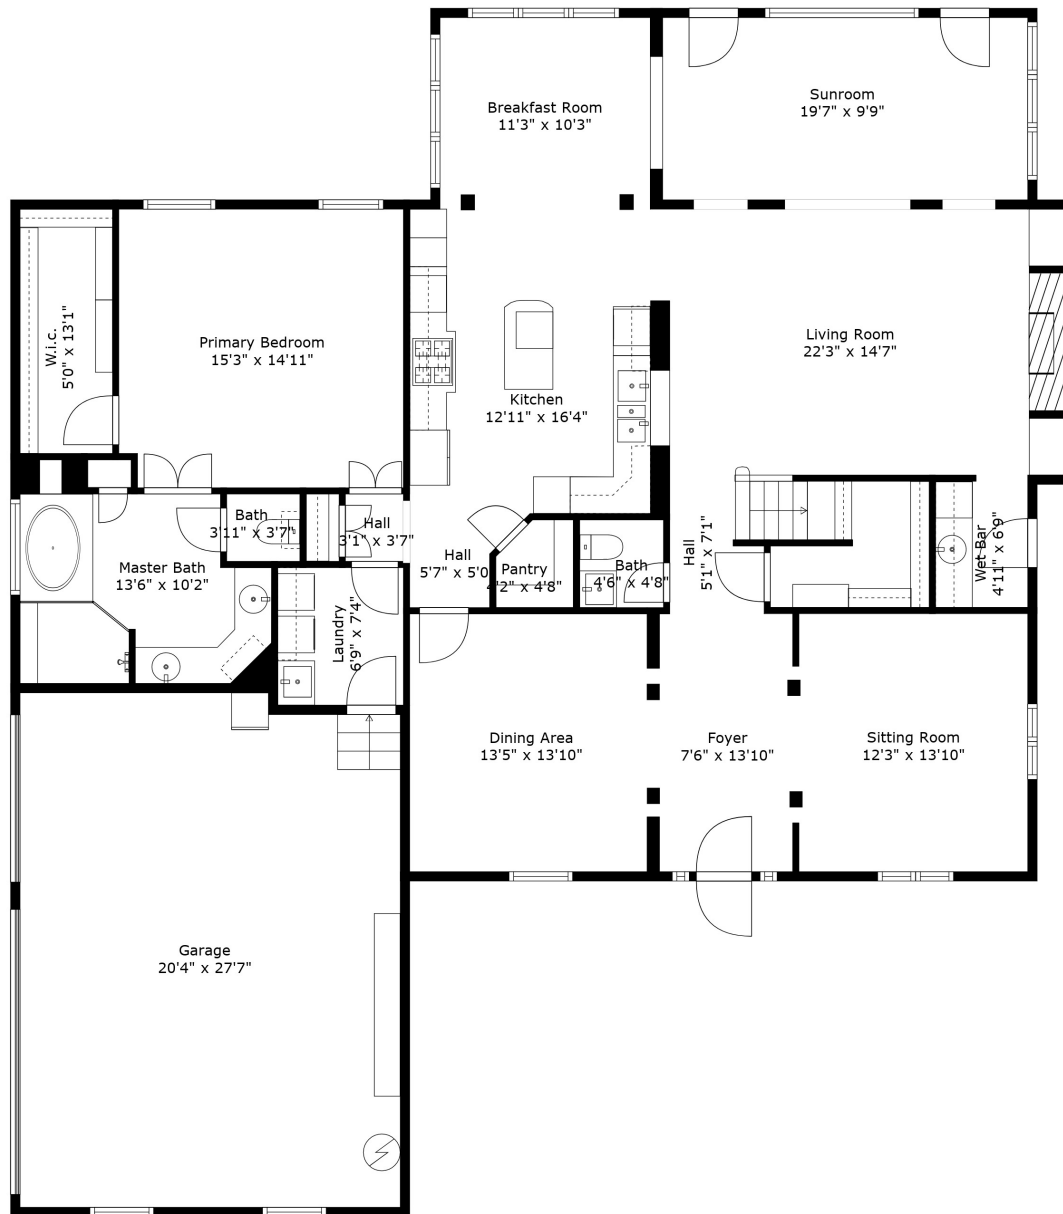 Breakfast Room
11'3" x 10'3"
Sunroom
19'7" x 9'9"
W.i.c.
5'0" x 13'1"
Primary Bedroom
15'3" x 14'11"
Living Room
22'3" x 14'7"
Kitchen
12'11" x 16'4"
Bath
3'11" x 3'7"
Hall
3'1" x 3'7"
Master Bath
13'6" x 10'2"
Hall
5'7" x 5'0
Pantry
4'2" x 4'8"
Bath
4'6" x 4'8"
Hall
5'1" x 7'1"
Wet Bar
4'11" x 6'9"
Laundry
6'9" x 7'4"
Dining Area
13'5" x 13'10"
Foyer
7'6" x 13'10"
Sitting Room
12'3" x 13'10"
Garage
20'4" x 27'7"